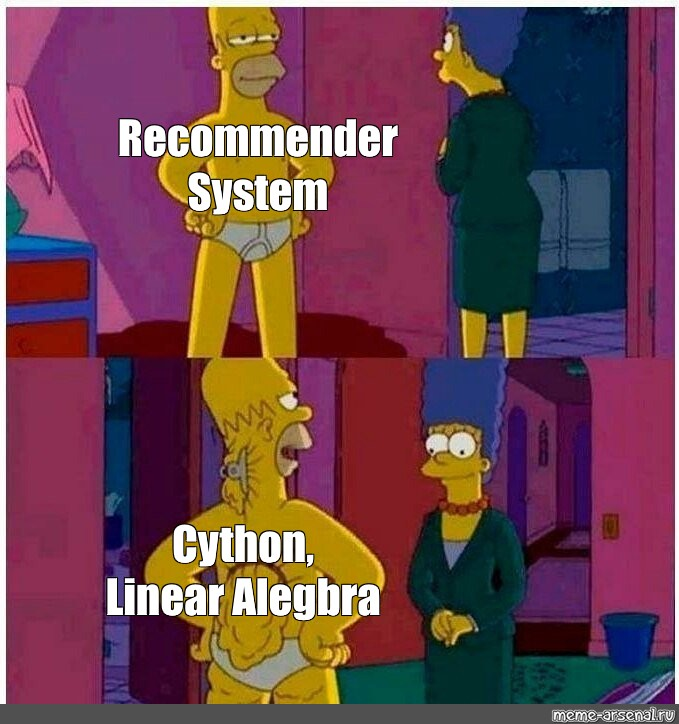 Recommender
System
Cython,
Linear Alegbra
meme-arsenal.ru